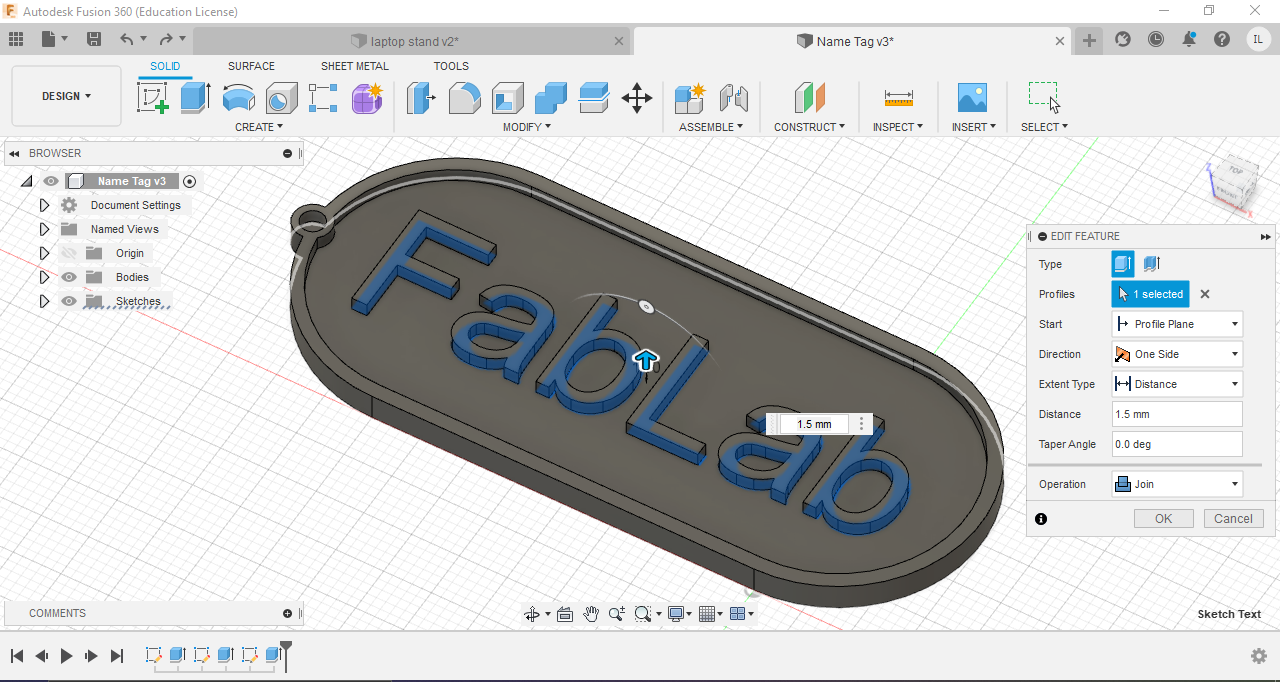 F Autodesk Fusion 360 (Education License)
laptop stand v2*
Name Tag v3*
IL
DESIGN
SOLID SURFACE SHEET METAL TOOLS
CREATE MODIFY ASSEMBLE CONSTRUCT INSPECT INSERT SELECT
BROWSER
Name Tag v3
Document Settings
Named Views
Origin
Bodies
Sketches
FabLab
1.5 mm
Z
TOP
FRONT
X
EDIT FEATURE
Type
Profiles 1 selected
Start Profile Plane
Direction One Side
Extent Type Distance
Distance 1.5 mm
Taper Angle 0.0 deg
Operation Join
OK Cancel
COMMENTS
Sketch Text